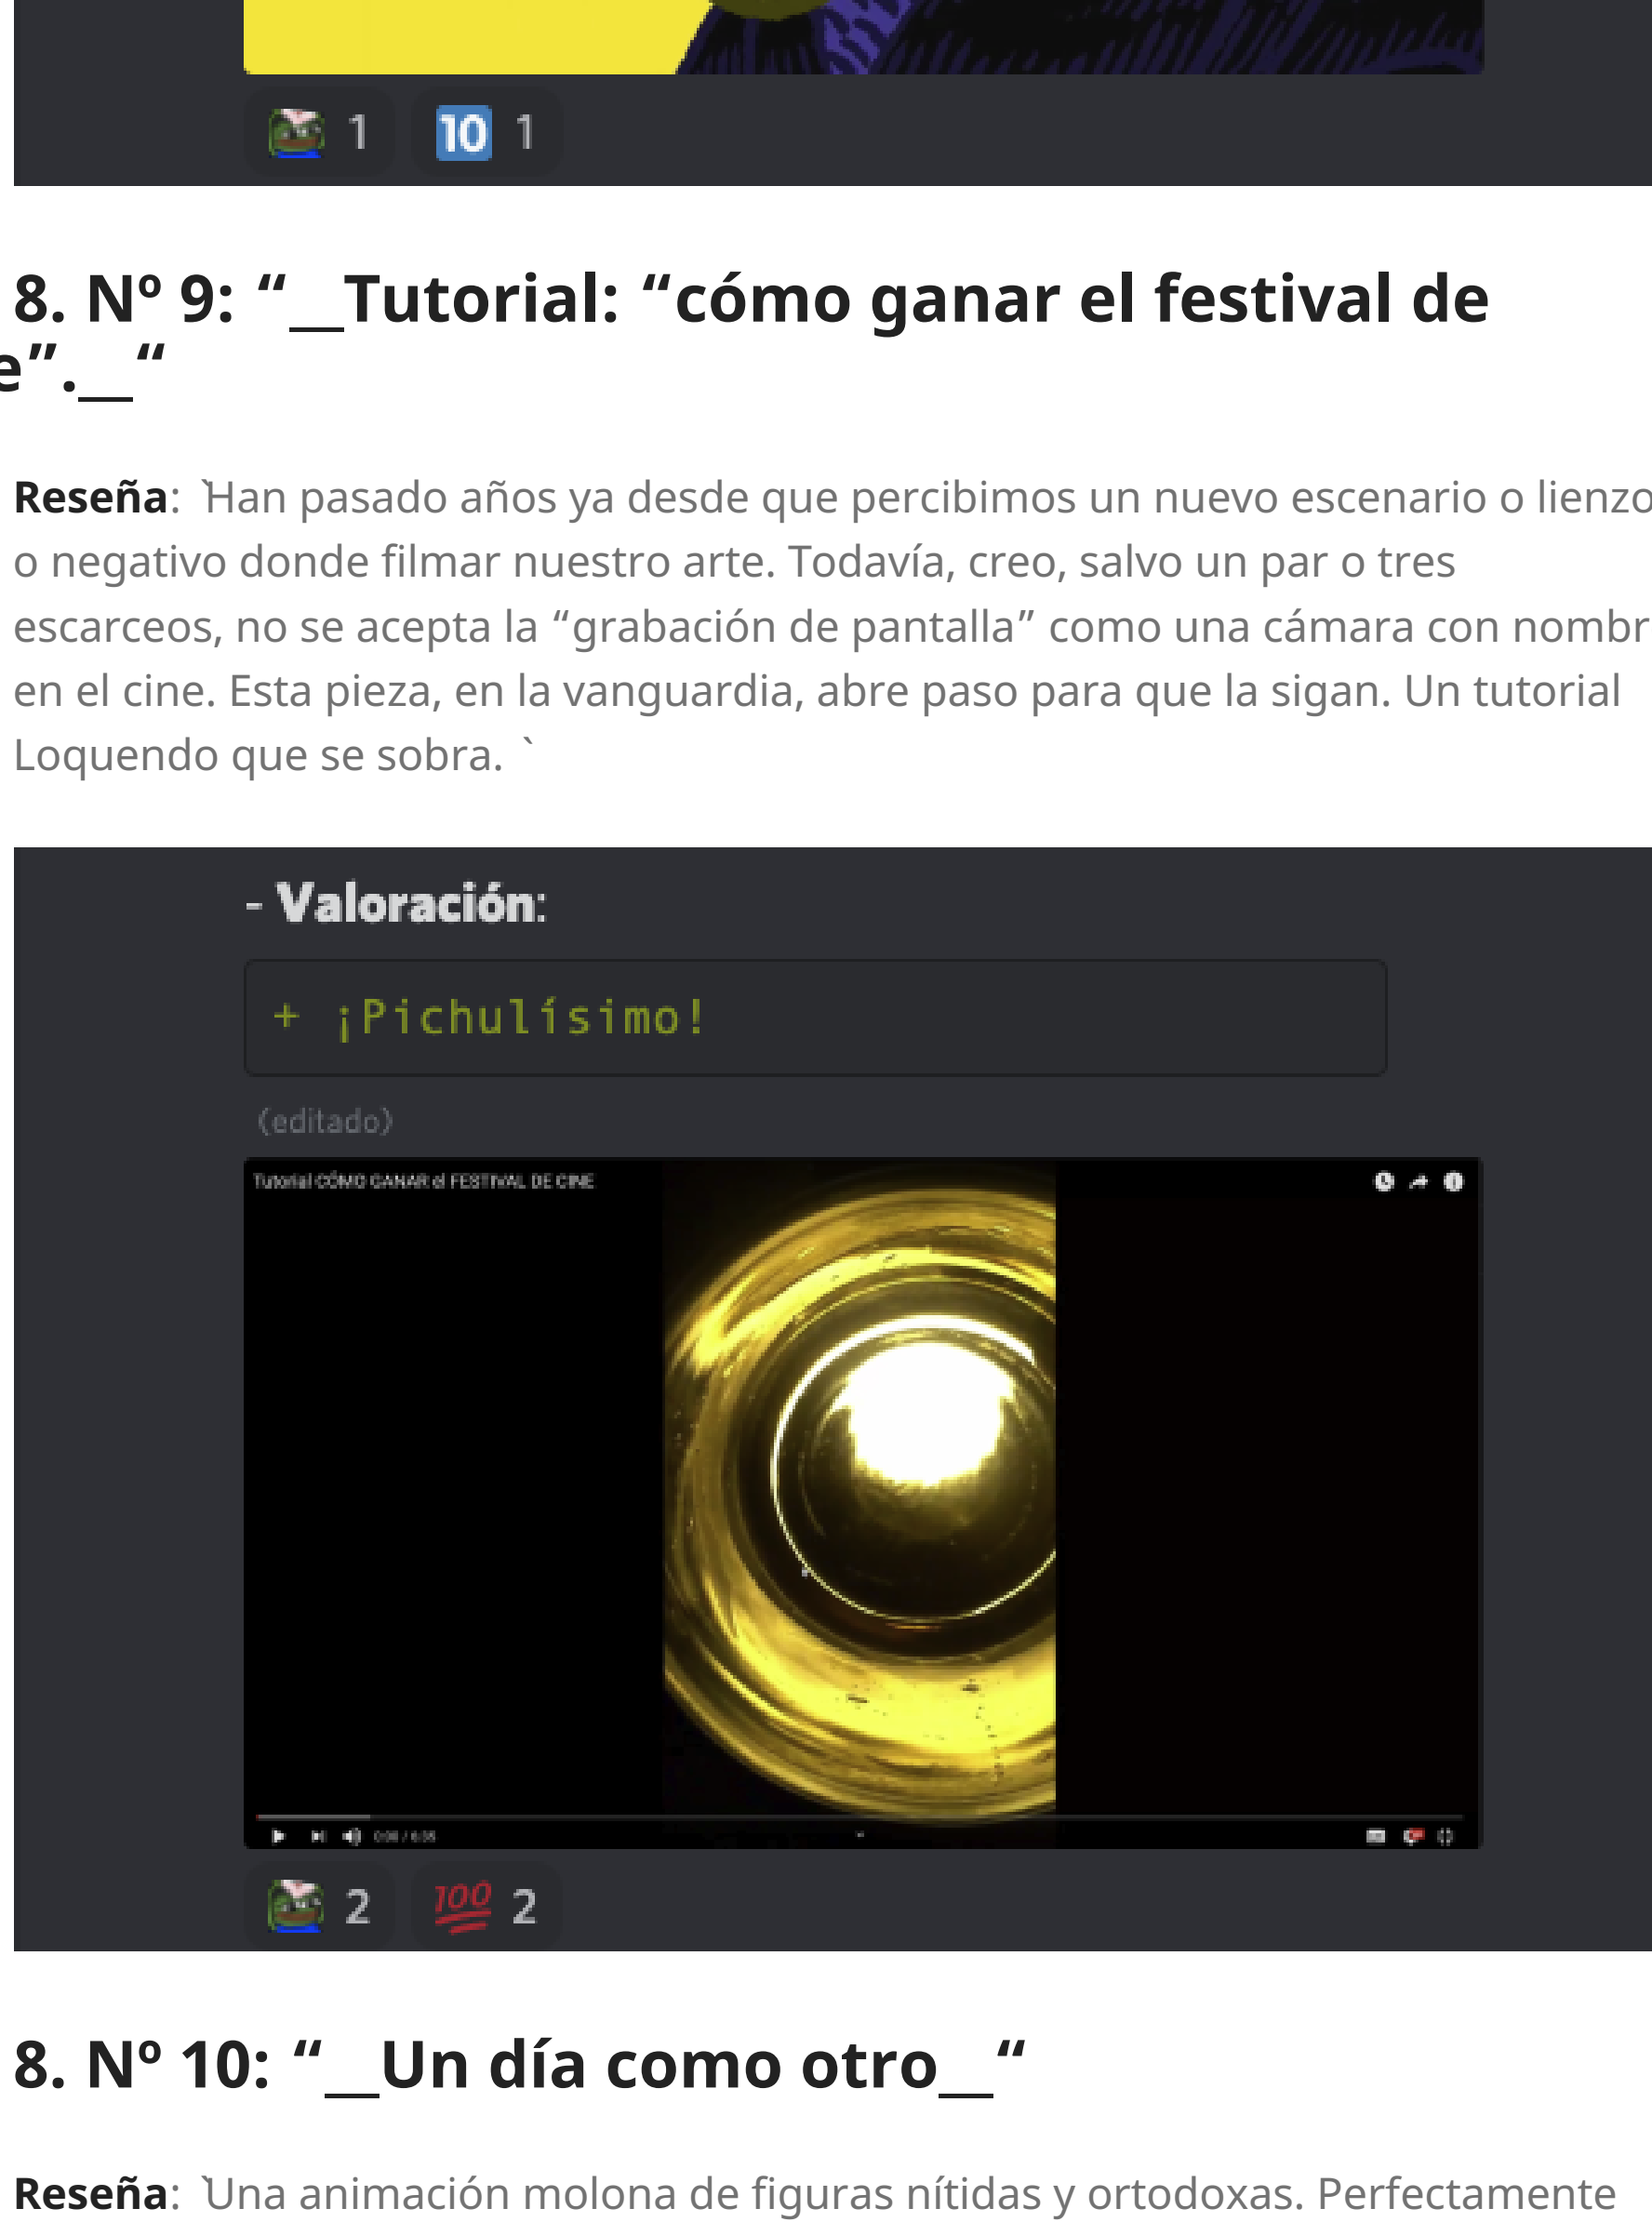 1 10 1
8. Nº 9: “__Tutorial: “cómo ganar el festival de
e”.__“
Reseña: `Han pasado años ya desde que percibimos un nuevo escenario o lienzo
o negativo donde filmar nuestro arte. Todavía, creo, salvo un par o tres
escarceos, no se acepta la “grabación de pantalla” como una cámara con nombr
en el cine. Esta pieza, en la vanguardia, abre paso para que la sigan. Un tutorial
Loquendo que se sobra. `
- Valoración:
+ ¡Pichulísimo!
(editado)
Tutorial CÓMO GANAR el FESTIVAL DE CINE
2 100 2
8. Nº 10: “__Un día como otro__“
Reseña: `Una animación molona de figuras nítidas y ortodoxas. Perfectamente